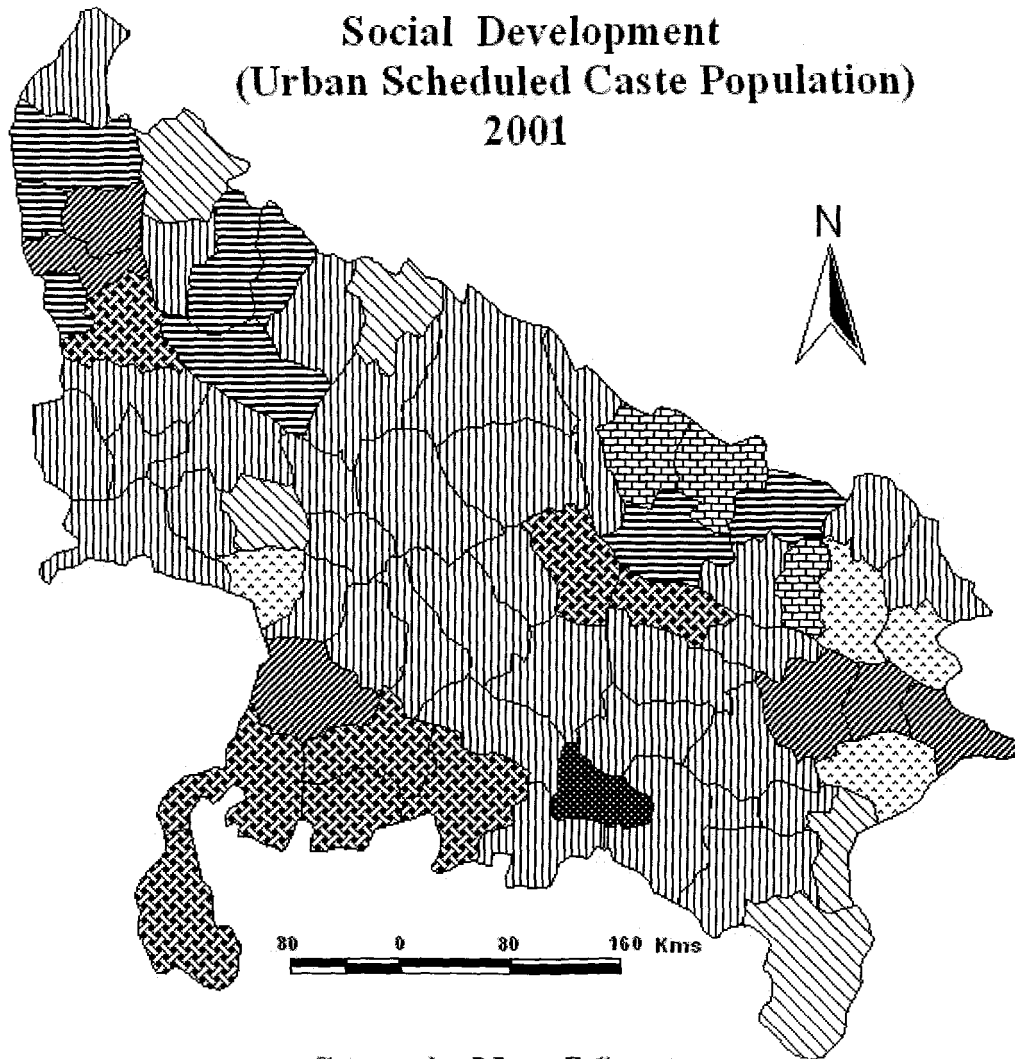 Social Development
(Urban Scheduled Caste Population)
2001
N
80 0 80 160 Kms